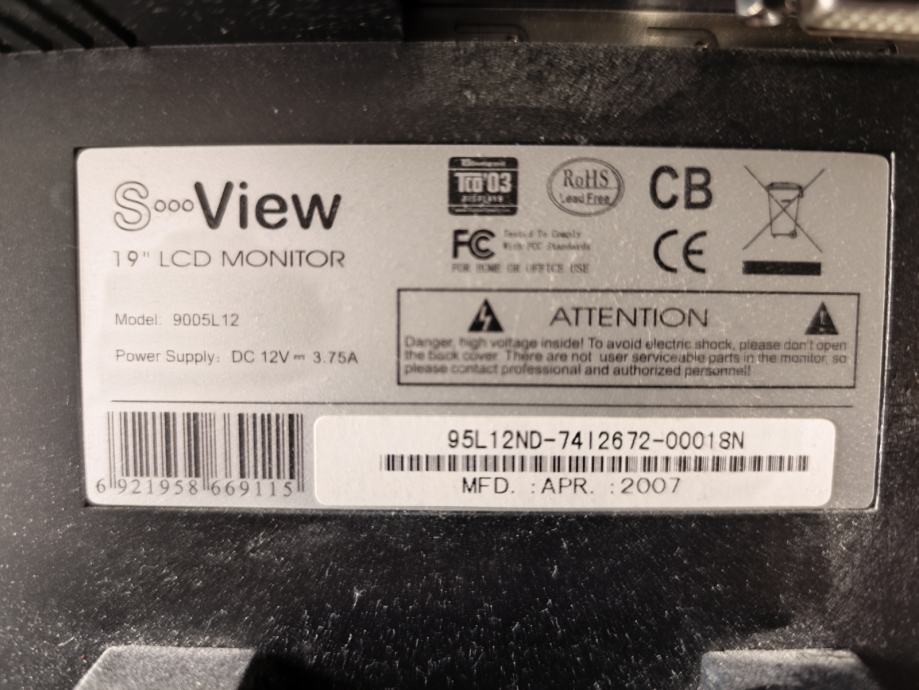 SoooView
19" LCD MONITOR
Model: 9005L12
Power Supply: DC 12V⎓ 3.75A
TCO'03
DISPLAYS
RoHS
Lead Free
CB
FC
Tested To Comply
With FCC Standards
FOR HOME OR OFFICE USE
CE
ATTENTION
Danger, high voltage inside! To avoid electric shock, please don't open
the back cover. There are not user serviceable parts in the monitor, so
please contact professional and authorized personnel!
6 921958 669115
95L12ND-7412672-00018N
MFD. :APR. :2007